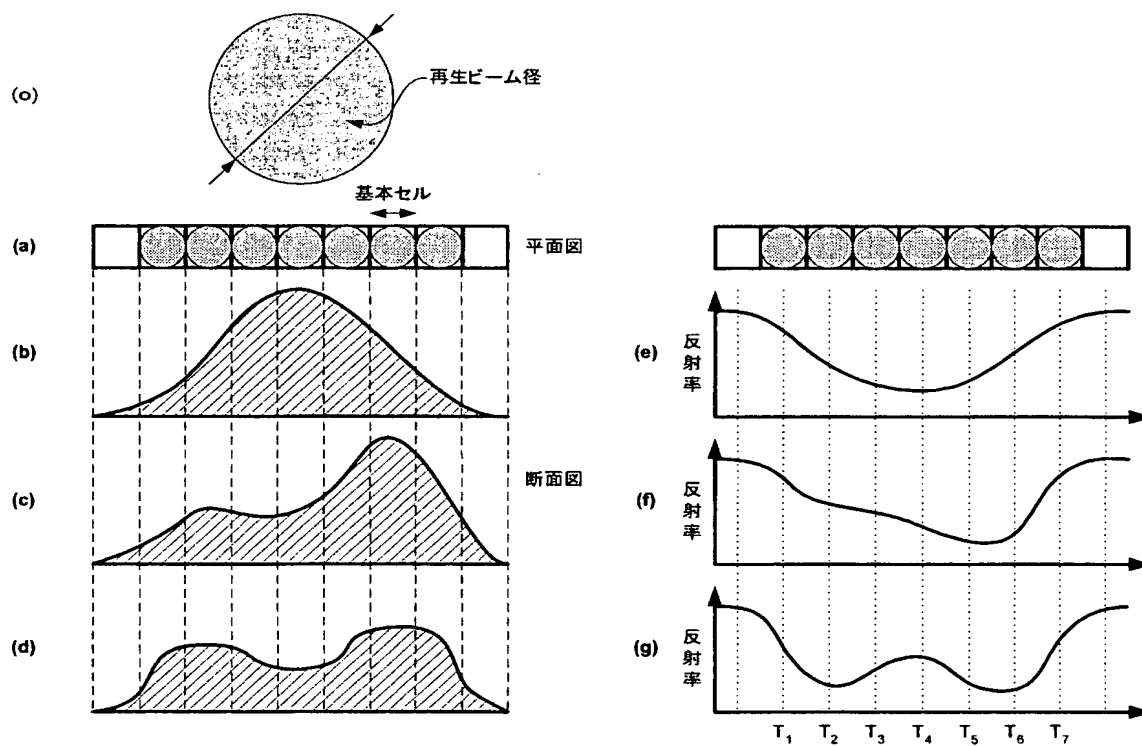 (o)
再生ビーム径
基本セル
(a)
平面図
(b)
(e)
反射率
(c)
断面図
(f)
反射率
(d)
(g)
反射率
T1 T2 T3 T4 T5 T6 T7